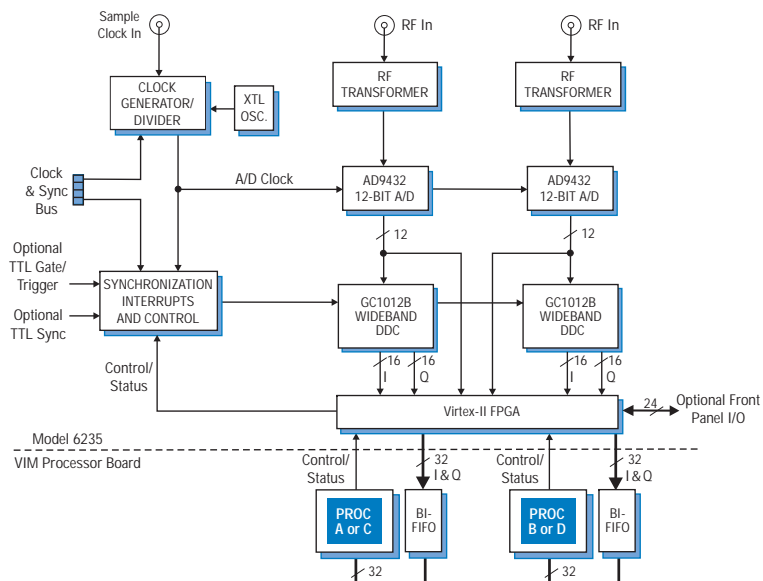 Sample
Clock In
RF In
RF In
CLOCK
GENERATOR/
DIVIDER
XTL
OSC.
RF
TRANSFORMER
RF
TRANSFORMER
Clock
& Sync
Bus
A/D Clock
AD9432
12-BIT A/D
AD9432
12-BIT A/D
12
12
Optional
TTL Gate/
Trigger
Optional
TTL Sync
SYNCHRONIZATION
INTERRUPTS
AND CONTROL
GC1012B
WIDEBAND
DDC
GC1012B
WIDEBAND
DDC
Control/
Status
16
I
16
Q
16
I
16
Q
Virtex-II FPGA
24
Optional Front
Panel I/O
Model 6235
VIM Processor Board
Control/
Status
32
I & Q
Control/
Status
32
I & Q
PROC
A or C
BI-
FIFO
PROC
B or D
BI-
FIFO
32
32